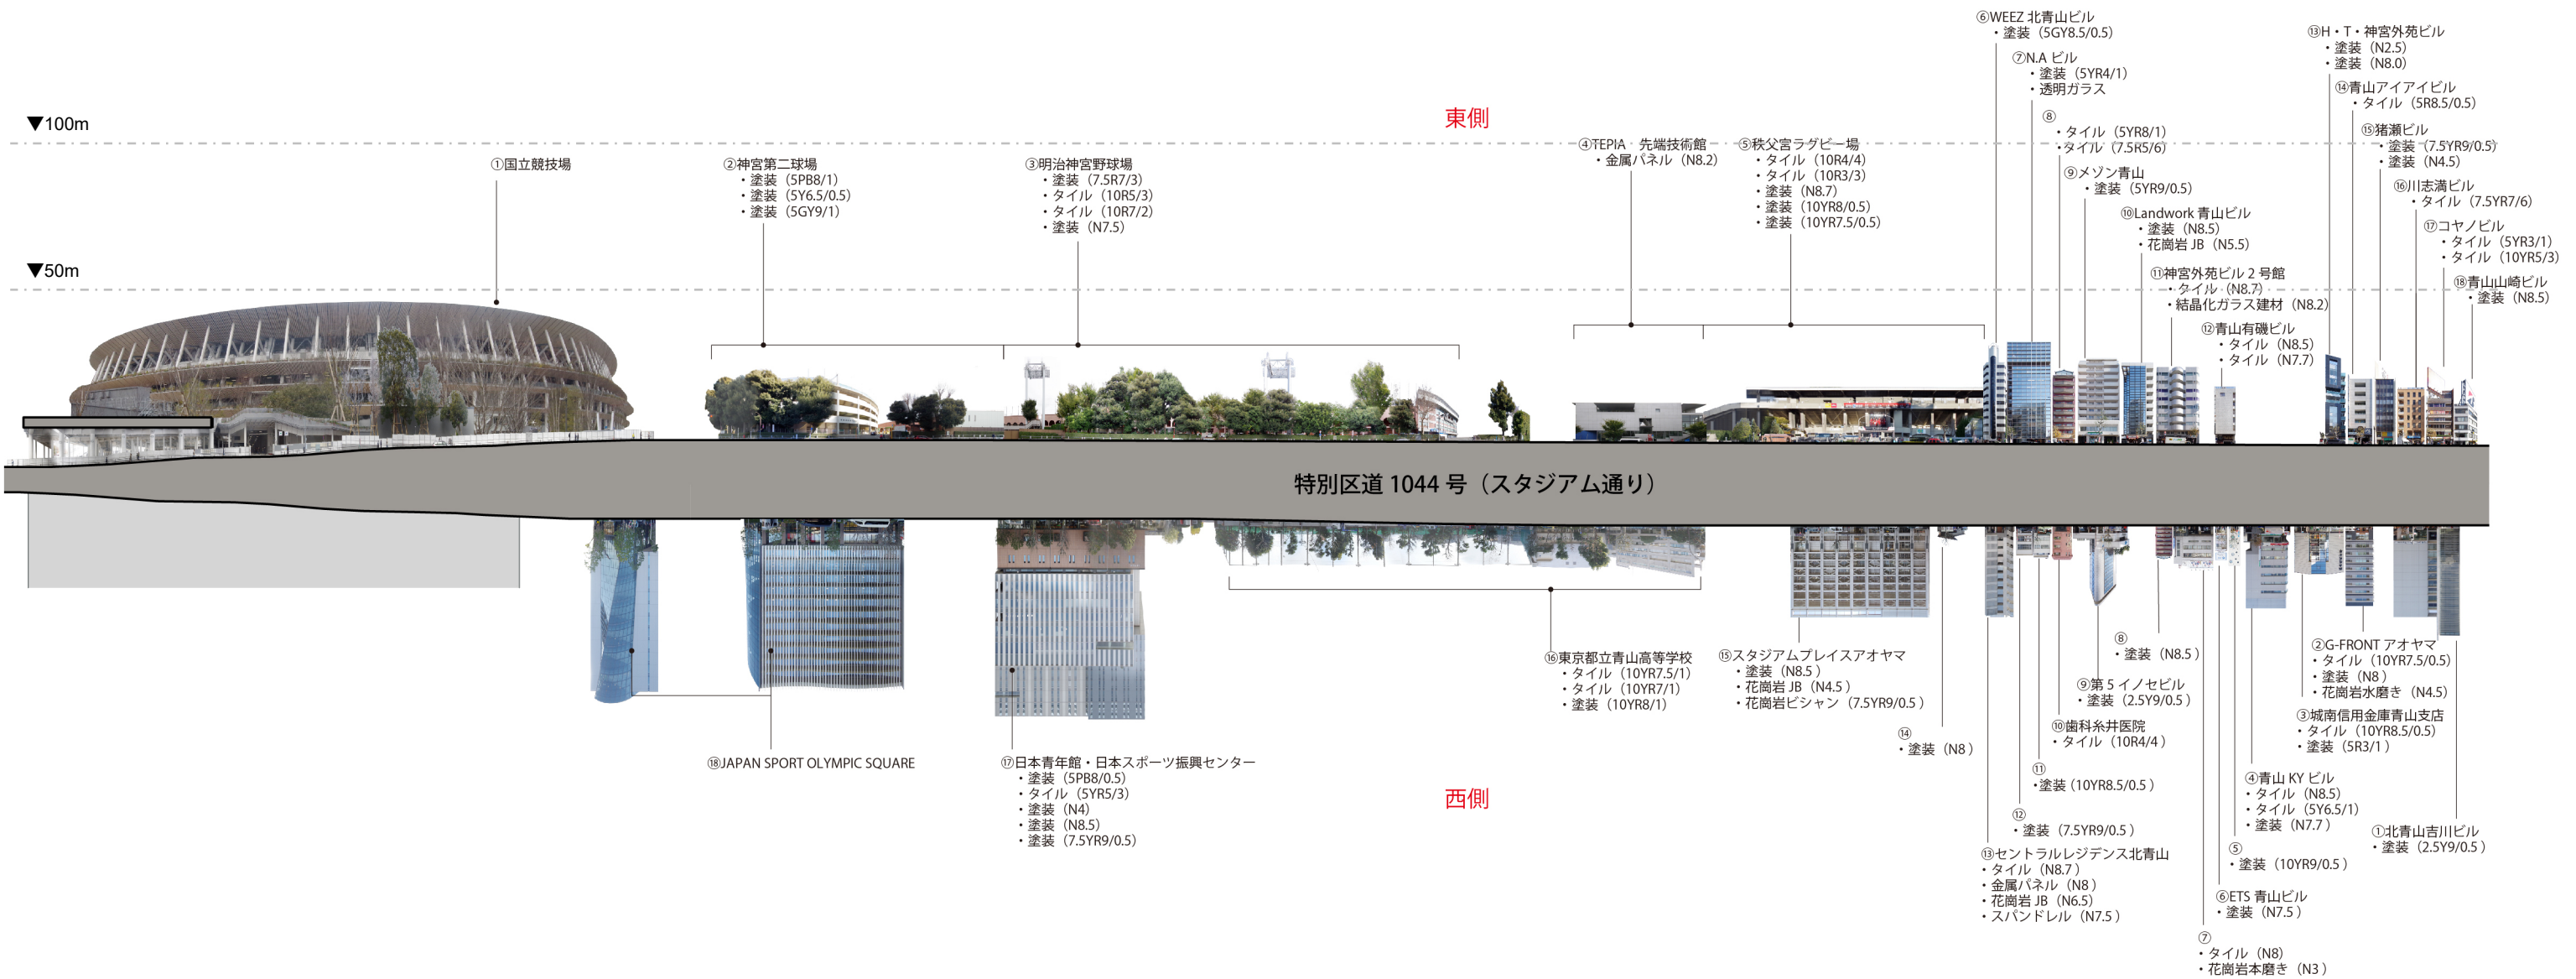 東側
▼100m
▼50m
①国立競技場
②神宮第二球場
・塗装（5PB8/1）
・塗装（5Y6.5/0.5）
・塗装（5GY9/1）
③明治神宮野球場
・塗装（7.5R7/3）
・タイル（10R5/3）
・タイル（10R7/2）
・塗装（N7.5）
④TEPIA　先端技術館
・金属パネル（N8.2）
⑤秩父宮ラグビー場
・タイル（10R4/4）
・タイル（10R3/3）
・塗装（N8.7）
・塗装（10YR8/0.5）
・塗装（10YR7.5/0.5）
⑥WEEZ 北青山ビル
・塗装（5GY8.5/0.5）
⑦N.A ビル
・塗装（5YR4/1）
・透明ガラス
⑧
・タイル（5YR8/1）
・タイル（7.5R5/6）
⑨メゾン青山
・塗装（5YR9/0.5）
⑩Landwork 青山ビル
・塗装（N8.5）
・花崗岩 JB（N5.5）
⑪神宮外苑ビル 2 号館
・タイル（N8.7）
・結晶化ガラス建材（N8.2）
⑫青山有磯ビル
・タイル（N8.5）
・タイル（N7.7）
⑬H・T・神宮外苑ビル
・塗装（N2.5）
・塗装（N8.0）
⑭青山アイアイビル
・タイル（5R8.5/0.5）
⑮猪瀬ビル
・塗装（7.5YR9/0.5）
・塗装（N4.5）
⑯川志満ビル
・タイル（7.5YR7/6）
⑰コヤノビル
・タイル（5YR3/1）
・タイル（10YR5/3）
⑱青山山崎ビル
・塗装（N8.5）
特別区道 1044 号（スタジアム通り）
⑱JAPAN SPORT OLYMPIC SQUARE
⑰日本青年館・日本スポーツ振興センター
・塗装（5PB8/0.5）
・タイル（5YR5/3）
・塗装（N4）
・塗装（N8.5）
・塗装（7.5YR9/0.5）
西側
⑯東京都立青山高等学校
・タイル（10YR7.5/1）
・タイル（10YR7/1）
・塗装（10YR8/1）
⑮スタジアムプレイスアオヤマ
・塗装（N8.5 ）
・花崗岩 JB（N4.5 ）
・花崗岩ビシャン（7.5YR9/0.5 ）
⑭
・塗装（N8 ）
⑬セントラルレジデンス北青山
・タイル（N8.7 ）
・金属パネル（N8 ）
・花崗岩 JB（N6.5）
・スパンドレル（N7.5 ）
⑫
・塗装（7.5YR9/0.5 ）
⑪
・塗装（10YR8.5/0.5 ）
⑩歯科糸井医院
・タイル（10R4/4 ）
⑨第 5 イノセビル
・塗装（2.5Y9/0.5 ）
⑧
・塗装（N8.5 ）
⑦
・タイル（N8）
・花崗岩本磨き（N3 ）
⑥ETS 青山ビル
・塗装（N7.5 ）
⑤
・塗装（10YR9/0.5 ）
④青山 KY ビル
・タイル（N8.5）
・タイル（5Y6.5/1）
・塗装（N7.7 ）
③城南信用金庫青山支店
・タイル（10YR8.5/0.5）
・塗装（5R3/1 ）
②G-FRONT アオヤマ
・タイル（10YR7.5/0.5）
・塗装（N8 ）
・花崗岩水磨き（N4.5）
①北青山吉川ビル
・塗装（2.5Y9/0.5 ）